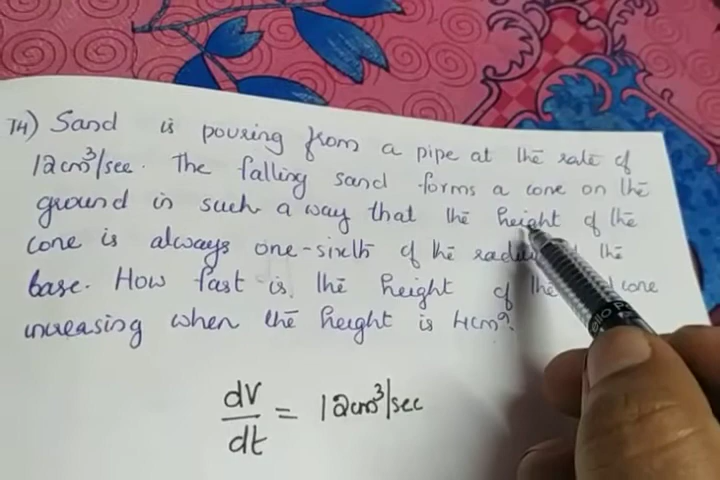 74) Sand is pouring from a pipe at the rate of
12cm³/sec. The falling sand forms a cone on the
ground in such a way that the height of the
cone is always one-sixth of the the
base. How fast is the height of the cone
increasing when the height is 4cm?
dV/dt = 12cm³/sec